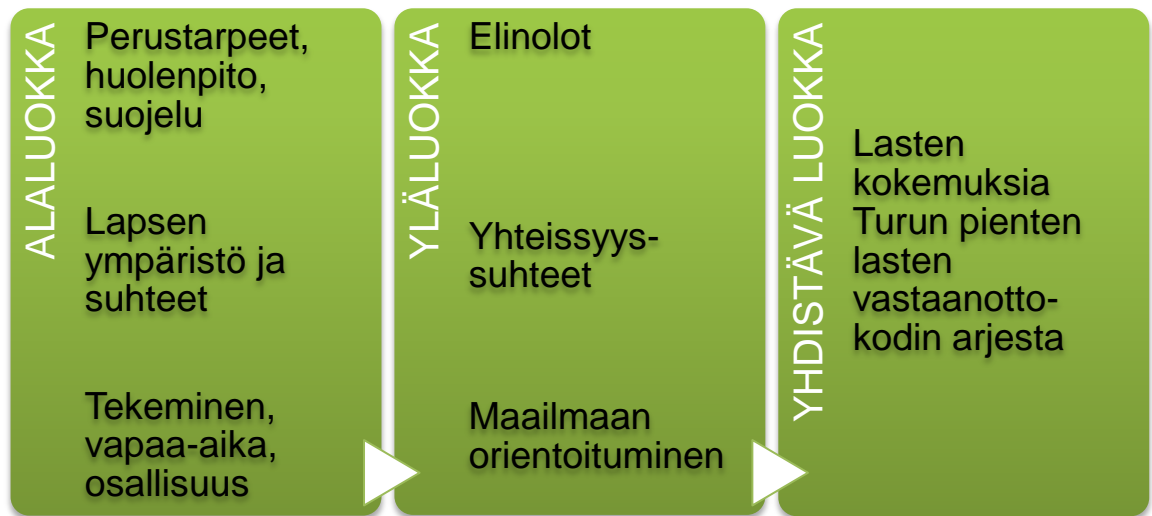 ALALUOKKA
Perustarpeet,
huolenpito,
suojelu
Lapsen
ympäristö ja
suhteet
Tekeminen,
vapaa-aika,
osallisuus
YLÄLUOKKA
Elinolot
Yhteissyys-
suhteet
Maailmaan
orientoituminen
YHDISTÄVÄ LUOKKA
Lasten
kokemuksia
Turun pienten
lasten
vastaanotto-
kodin arjesta